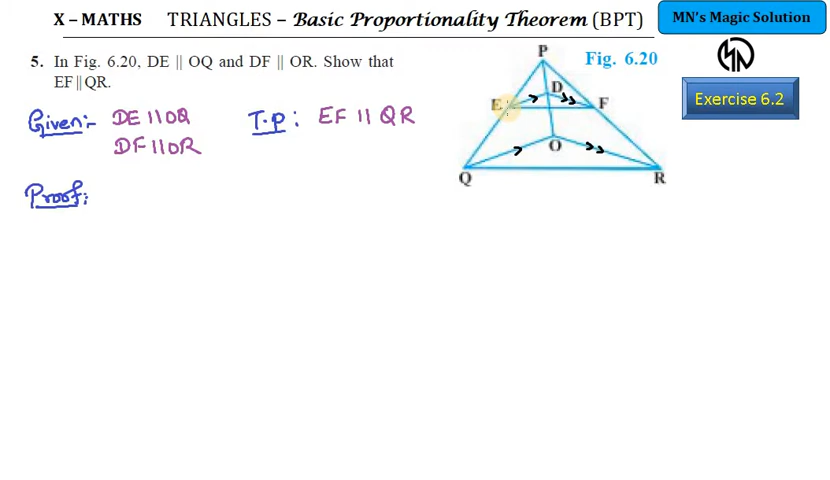 X – MATHS TRIANGLES – Basic Proportionality Theorem (BPT)
MN's Magic Solution
5. In Fig. 6.20, DE || OQ and DF || OR. Show that
EF || QR.
Fig. 6.20
Exercise 6.2
Given:- DE || OQ
DF || OR
T.P: EF || QR
Proof:
P
D
E
F
O
Q
R
MN